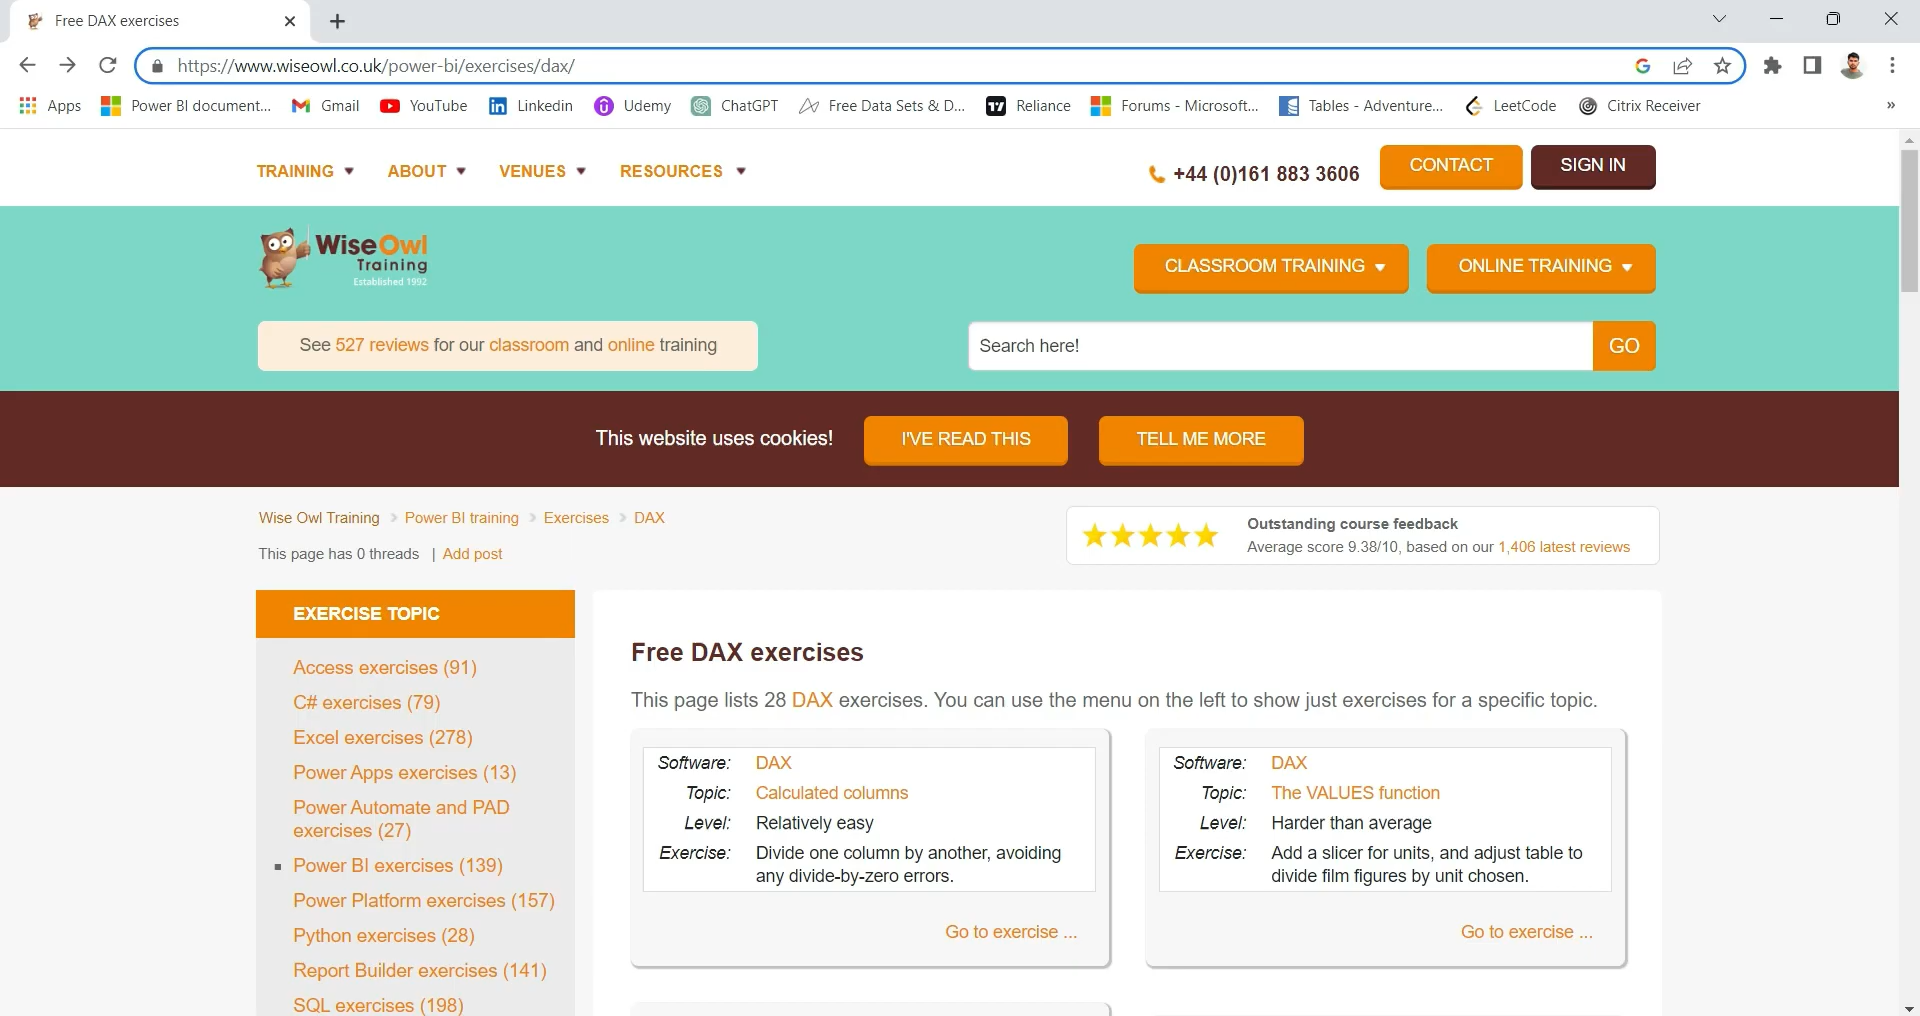 Free DAX exercises
https://www.wiseowl.co.uk/power-bi/exercises/dax/
Apps Power BI document... Gmail YouTube Linkedin Udemy ChatGPT Free Data Sets & D... Reliance Forums - Microsoft... Tables - Adventure... LeetCode Citrix Receiver »
TRAINING ABOUT VENUES RESOURCES +44 (0)161 883 3606 CONTACT SIGN IN
WiseOwl
Training
Established 1992
CLASSROOM TRAINING ONLINE TRAINING
See 527 reviews for our classroom and online training
Search here! GO
This website uses cookies! I'VE READ THIS TELL ME MORE
Wise Owl Training Power BI training Exercises DAX
This page has 0 threads | Add post
Outstanding course feedback
Average score 9.38/10, based on our 1,406 latest reviews
EXERCISE TOPIC
Access exercises (91)
C# exercises (79)
Excel exercises (278)
Power Apps exercises (13)
Power Automate and PAD
exercises (27)
Power BI exercises (139)
Power Platform exercises (157)
Python exercises (28)
Report Builder exercises (141)
SQL exercises (198)
Free DAX exercises
This page lists 28 DAX exercises. You can use the menu on the left to show just exercises for a specific topic.
Software: DAX
Topic: Calculated columns
Level: Relatively easy
Exercise: Divide one column by another, avoiding
any divide-by-zero errors.
Go to exercise ...
Software: DAX
Topic: The VALUES function
Level: Harder than average
Exercise: Add a slicer for units, and adjust table to
divide film figures by unit chosen.
Go to exercise ...